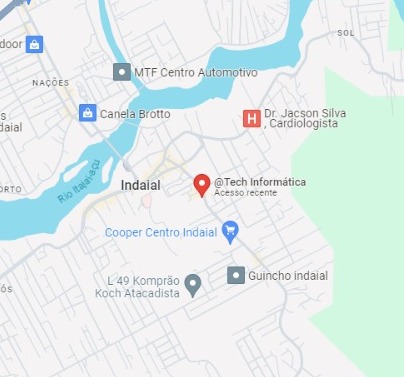 SOL
door
MTF Centro Automotivo
NAÇÕES
Canela Brotto
Dr. Jacson Silva
, Cardiologista
daial
Rio Itajaí-açu
Indaial
@Tech Informática
Acesso recente
ORTO
Cooper Centro Indaial
Guincho indaial
L 49 Komprão
Koch Atacadista
ós